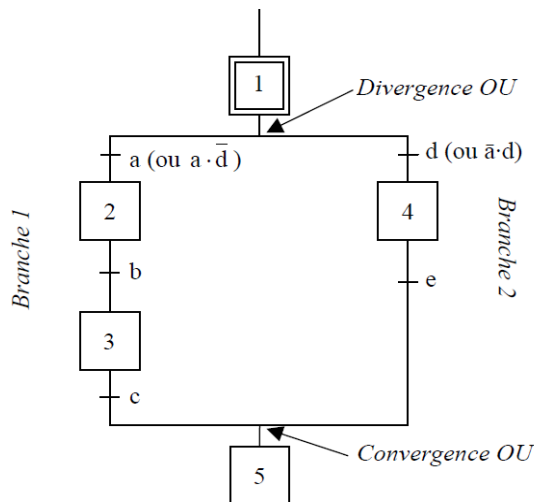 1
Divergence OU
a (ou a · d̄ )
d (ou ā·d)
2
4
Branche 1
Branche 2
b
e
3
c
Convergence OU
5